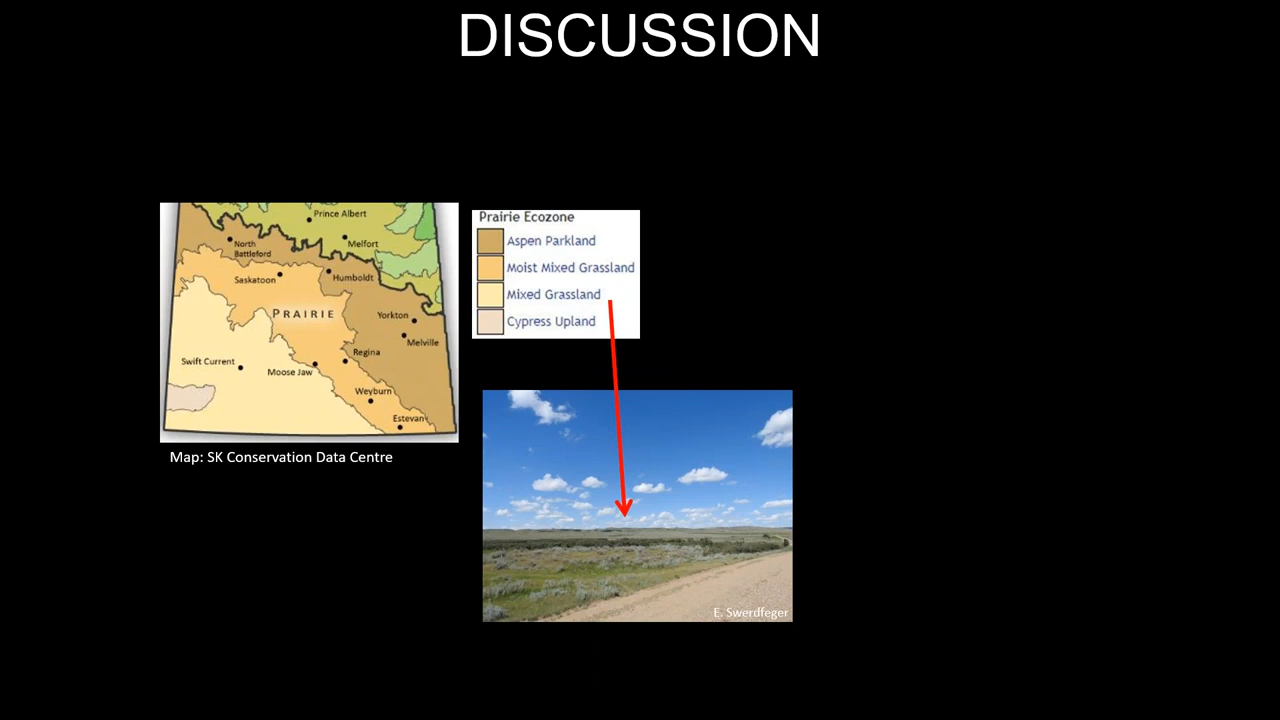 DISCUSSION
Prince Albert
North
Battleford
Melfort
Saskatoon
Humboldt
PRAIRIE
Yorkton
Melville
Regina
Swift Current
Moose Jaw
Weyburn
Estevan
Map: SK Conservation Data Centre
Prairie Ecozone
Aspen Parkland
Moist Mixed Grassland
Mixed Grassland
Cypress Upland
E. Swerdfeger